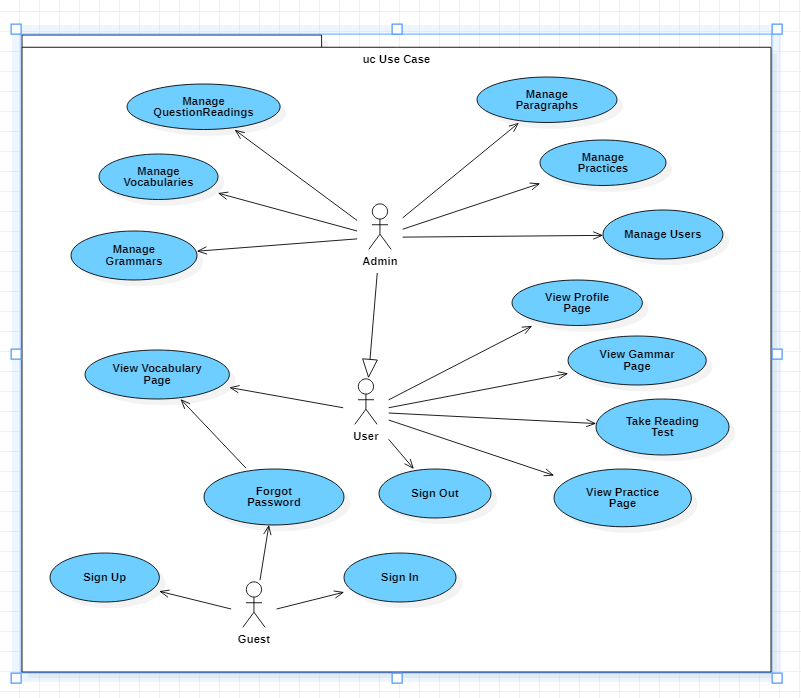 uc Use Case
Manage
QuestionReadings
Manage
Paragraphs
Manage
Vocabularies
Manage
Practices
Manage
Grammars
Manage Users
Admin
View Profile
Page
View Vocabulary
Page
View Gammar
Page
User
Take Reading
Test
Forgot
Password
Sign Out
View Practice
Page
Sign Up
Sign In
Guest